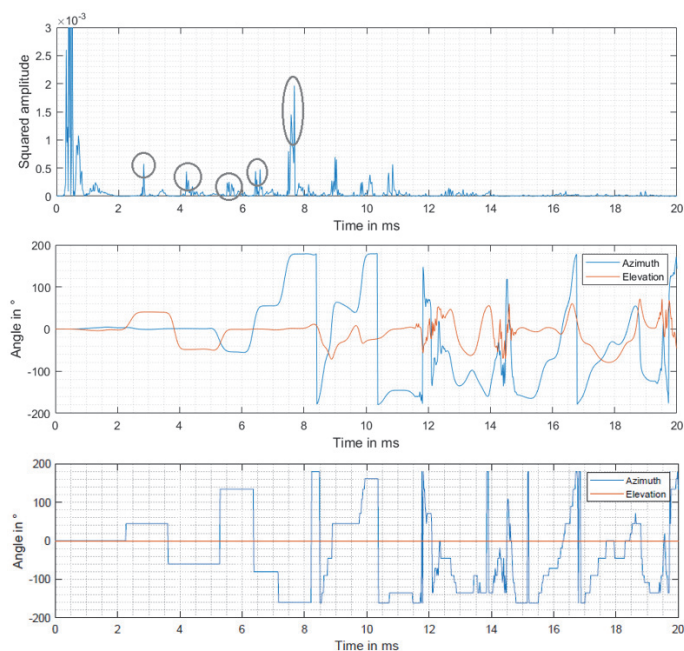 ×10-3
3
2.5
2
1.5
1
0.5
0
Squared amplitude
0 2 4 6 8 10 12 14 16 18 20
Time in ms
200
100
0
-100
-200
Angle in °
Azimuth
Elevation
0 2 4 6 8 10 12 14 16 18 20
Time in ms
200
100
0
-100
-200
Angle in °
Azimuth
Elevation
0 2 4 6 8 10 12 14 16 18 20
Time in ms